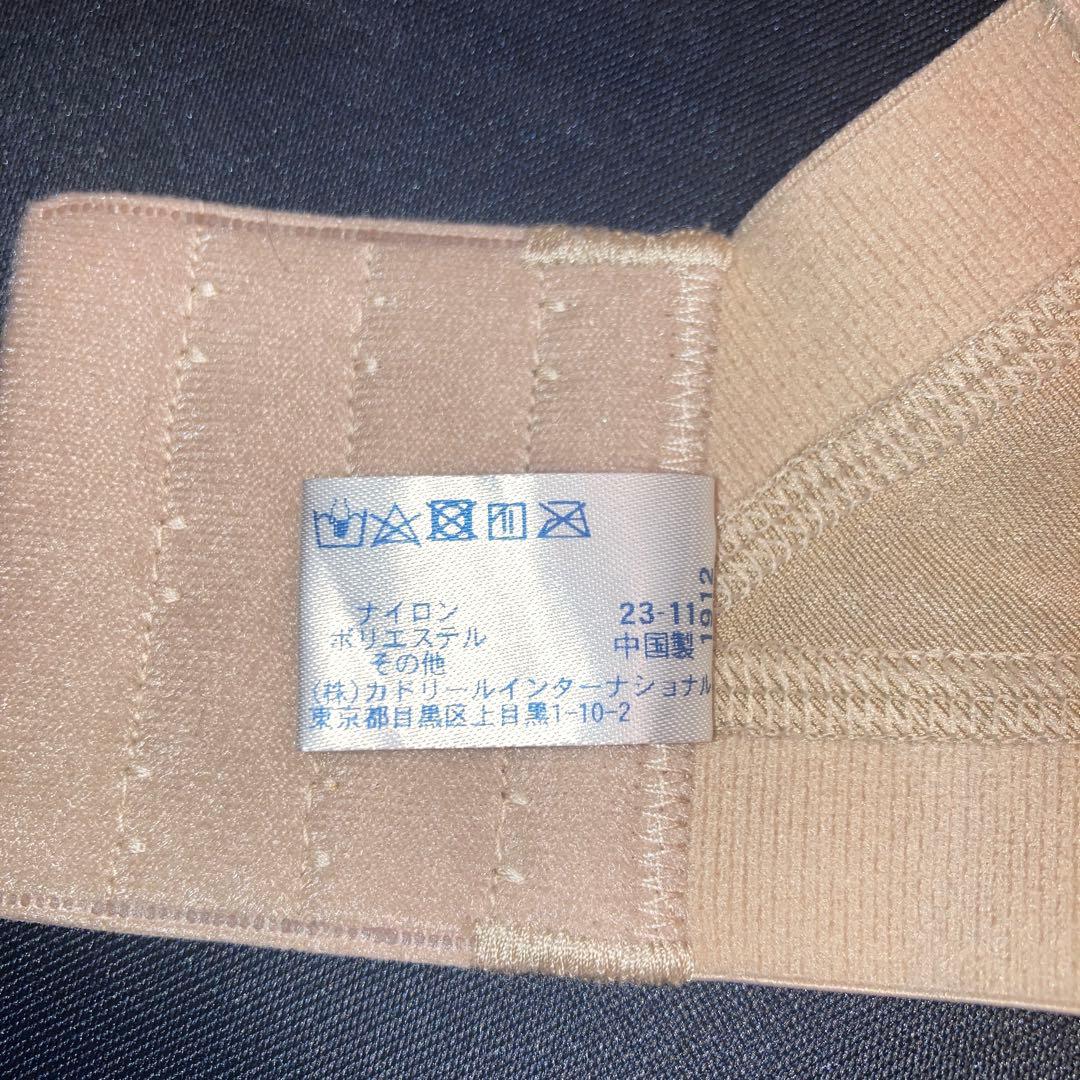 ナイロン
ポリエステル
その他
23-11
中国製
1912
(株)カドリールインターナショナル
東京都目黒区上目黒1-10-2